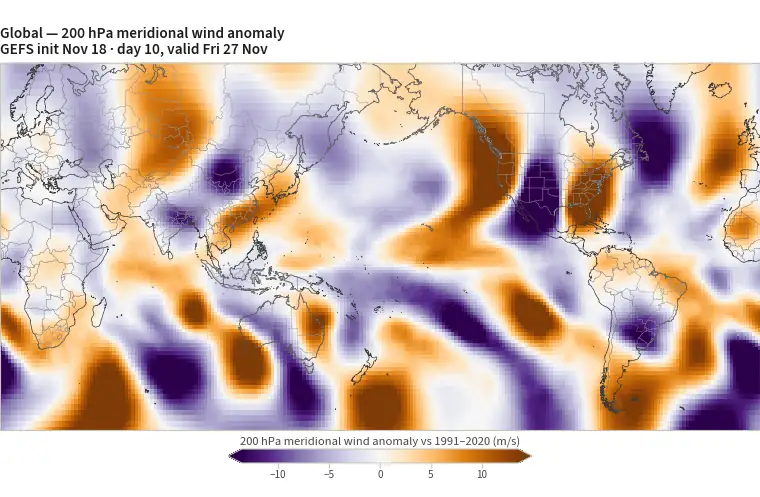 Global — 200 hPa meridional wind anomaly
GEFS init Nov 18 · day 10, valid Fri 27 Nov
200 hPa meridional wind anomaly vs 1991–2020 (m/s)
−10 −5 0 5 10